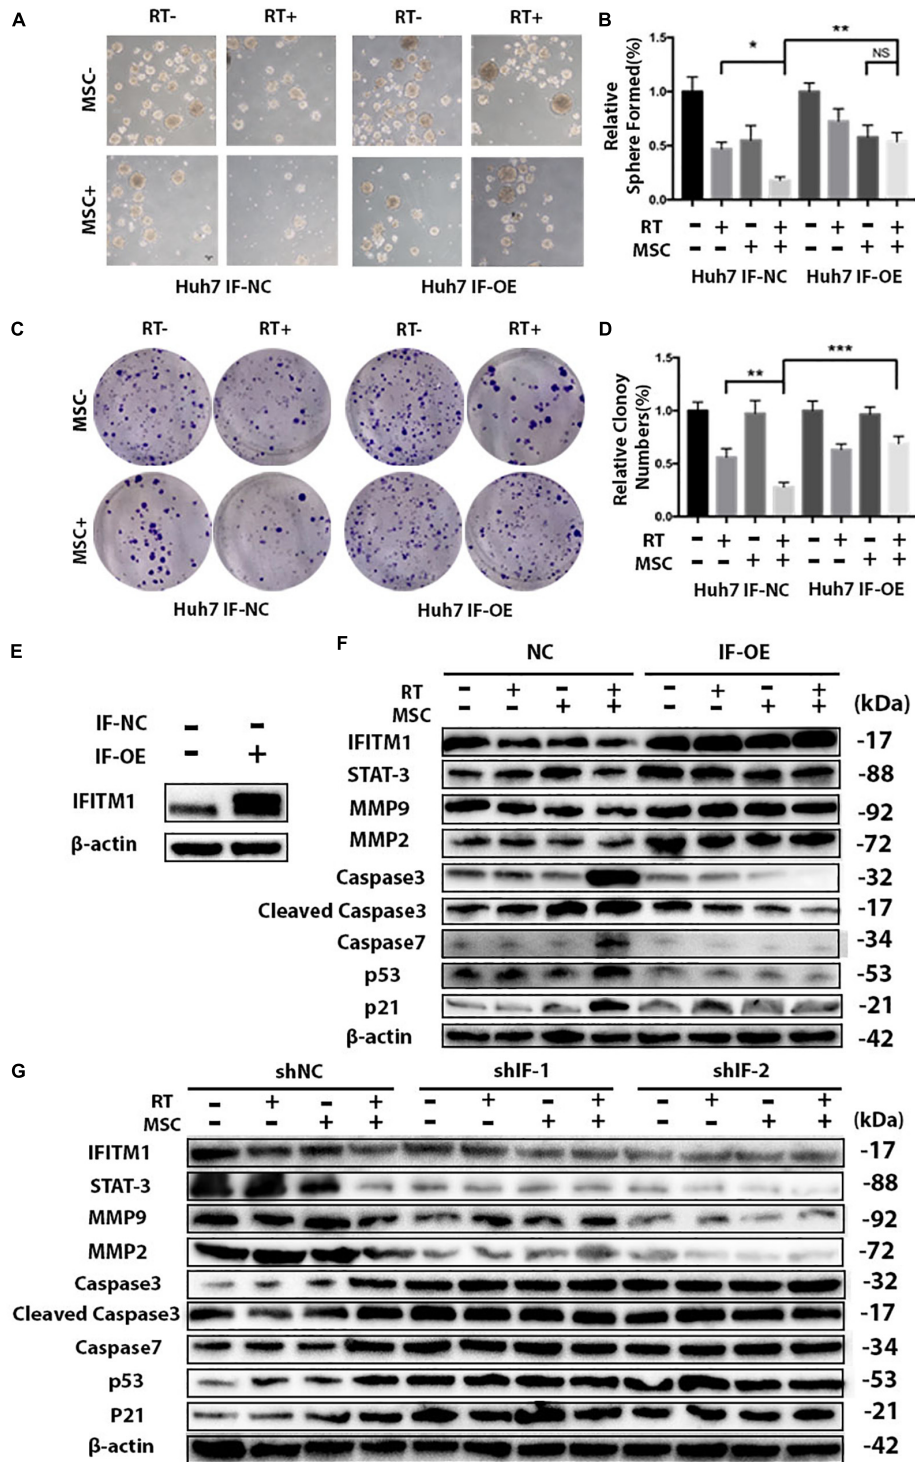 A
RT- RT+ RT- RT+
MSC-
MSC+
Huh7 IF-NC Huh7 IF-OE
B
Relative
Sphere Formed(%)
1.5
1.0
0.5
0.0
* ** NS
RT - + - + - + - +
MSC - - + + - - + +
Huh7 IF-NC Huh7 IF-OE
C
RT- RT+ RT- RT+
MSC-
MSC+
Huh7 IF-NC Huh7 IF-OE
D
Relative Clonoy
Numbers(%)
1.5
1.0
0.5
0.0
** ***
RT - + - + - + - +
MSC - - + + - - + +
Huh7 IF-NC Huh7 IF-OE
E
IF-NC - -
IF-OE - +
IFITM1
β-actin
F
NC IF-OE
RT - + - + - + - +
MSC - - + + - - + +
(kDa)
IFITM1 -17
STAT-3 -88
MMP9 -92
MMP2 -72
Caspase3 -32
Cleaved Caspase3 -17
Caspase7 -34
p53 -53
p21 -21
β-actin -42
G
shNC shIF-1 shIF-2
RT - + - + - + - + - + - +
MSC - - + + - - + + - - + +
(kDa)
IFITM1 -17
STAT-3 -88
MMP9 -92
MMP2 -72
Caspase3 -32
Cleaved Caspase3 -17
Caspase7 -34
p53 -53
P21 -21
β-actin -42